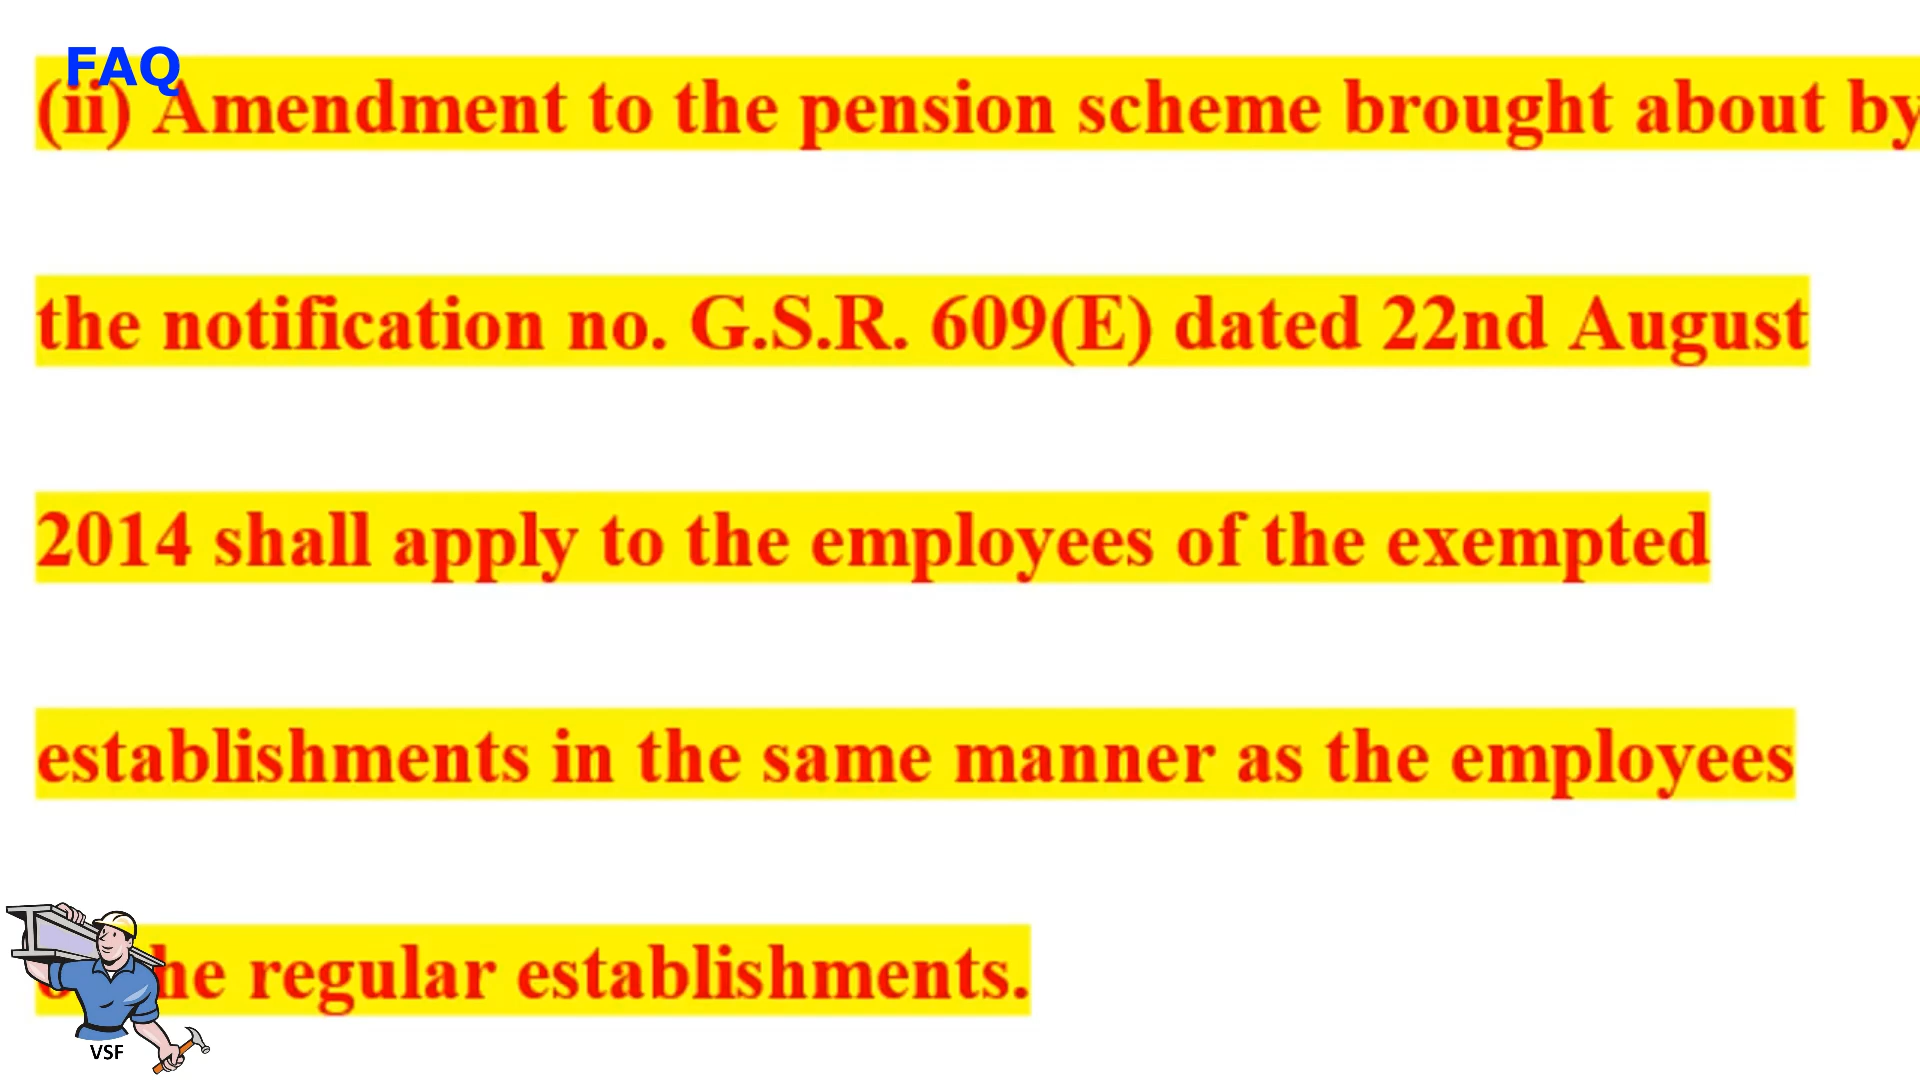 FAQ
(ii) Amendment to the pension scheme brought about by
the notification no. G.S.R. 609(E) dated 22nd August
2014 shall apply to the employees of the exempted
establishments in the same manner as the employees
he regular establishments.
VSF